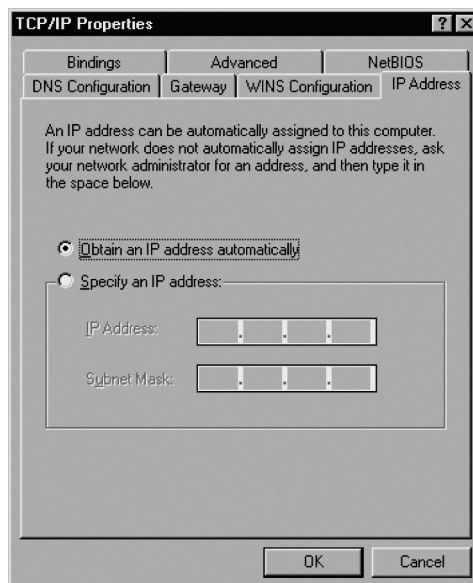 TCP/IP Properties
Bindings Advanced NetBIOS
DNS Configuration Gateway WINS Configuration IP Address
An IP address can be automatically assigned to this computer.
If your network does not automatically assign IP addresses, ask
your network administrator for an address, and then type it in
the space below.
Obtain an IP address automatically
Specify an IP address:
IP Address:
Subnet Mask:
OK Cancel